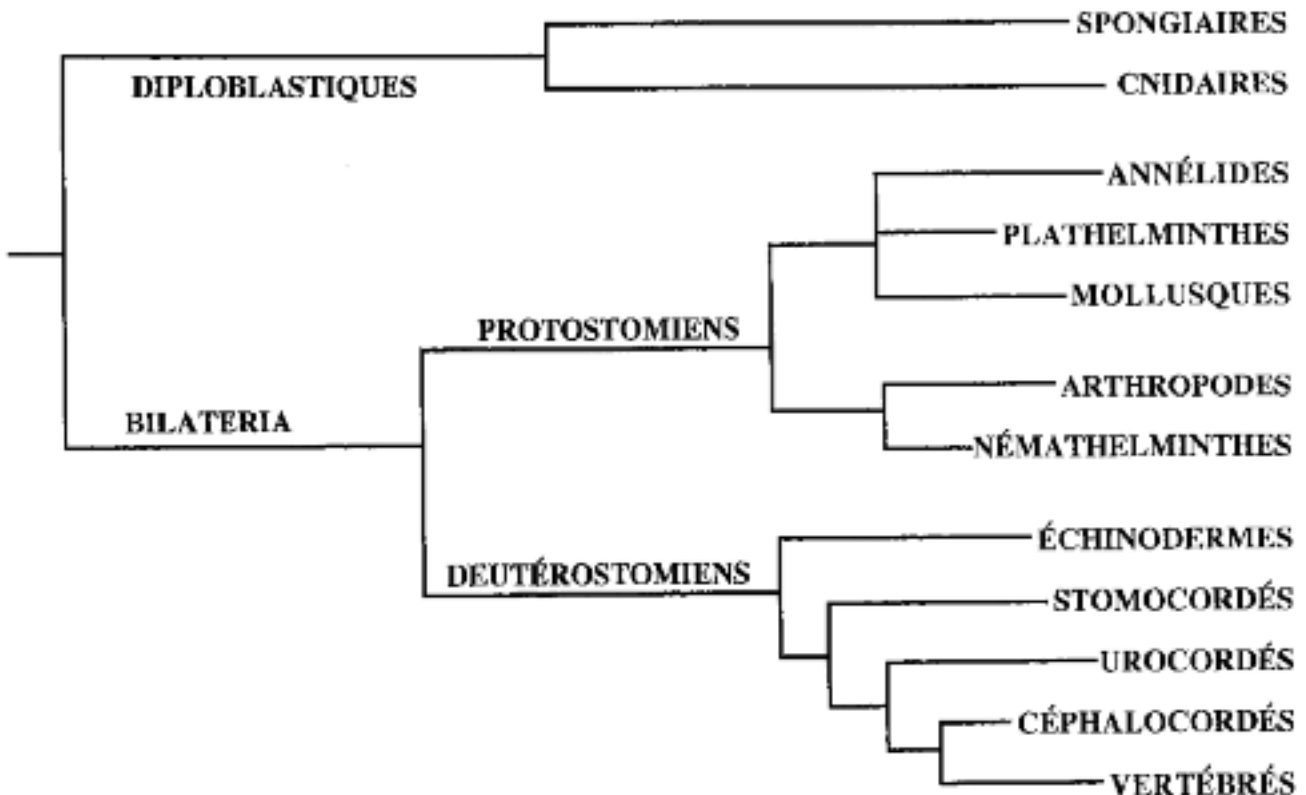 SPONGIAIRES
DIPLOBLASTIQUES
CNIDAIRES
ANNÉLIDES
PLATHELMINTHES
MOLLUSQUES
PROTOSTOMIENS
ARTHROPODES
BILATERIA
NÉMATHELMINTHES
ÉCHINODERMES
DEUTÉROSTOMIENS
STOMOCORDÉS
UROCORDÉS
CÉPHALOCORDÉS
VERTÉBRÉS